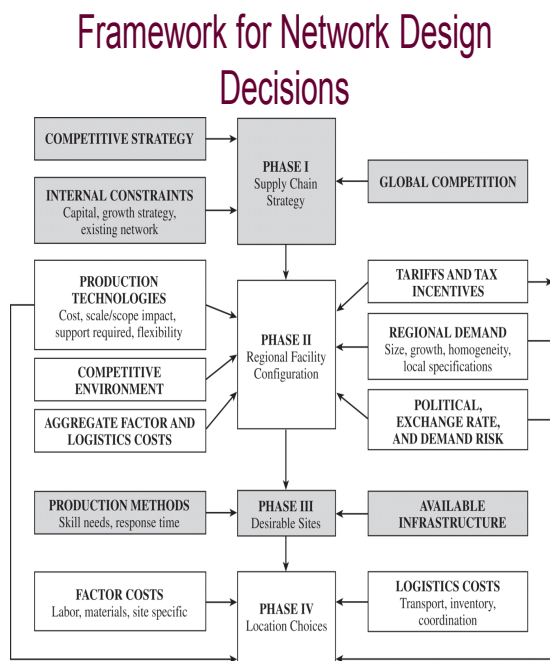 Framework for Network Design
Decisions
COMPETITIVE STRATEGY
PHASE I
Supply Chain
Strategy
GLOBAL COMPETITION
INTERNAL CONSTRAINTS
Capital, growth strategy,
existing network
PRODUCTION
TECHNOLOGIES
Cost, scale/scope impact,
support required, flexibility
COMPETITIVE
ENVIRONMENT
AGGREGATE FACTOR AND
LOGISTICS COSTS
PHASE II
Regional Facility
Configuration
TARIFFS AND TAX
INCENTIVES
REGIONAL DEMAND
Size, growth, homogeneity,
local specifications
POLITICAL,
EXCHANGE RATE,
AND DEMAND RISK
PRODUCTION METHODS
Skill needs, response time
PHASE III
Desirable Sites
AVAILABLE
INFRASTRUCTURE
FACTOR COSTS
Labor, materials, site specific
PHASE IV
Location Choices
LOGISTICS COSTS
Transport, inventory,
coordination